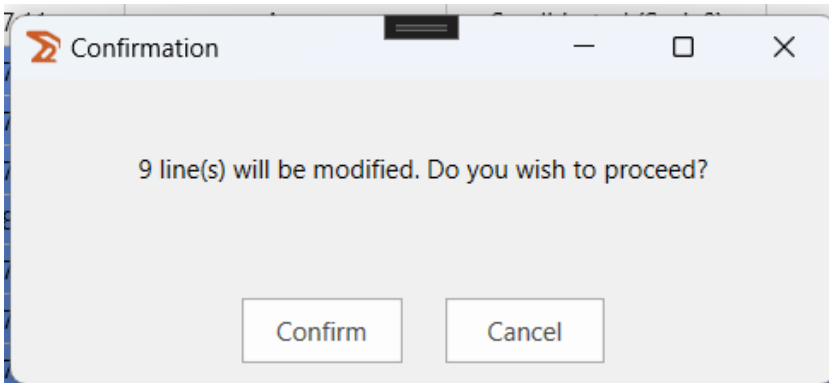 Confirmation
9 line(s) will be modified. Do you wish to proceed?
Confirm
Cancel